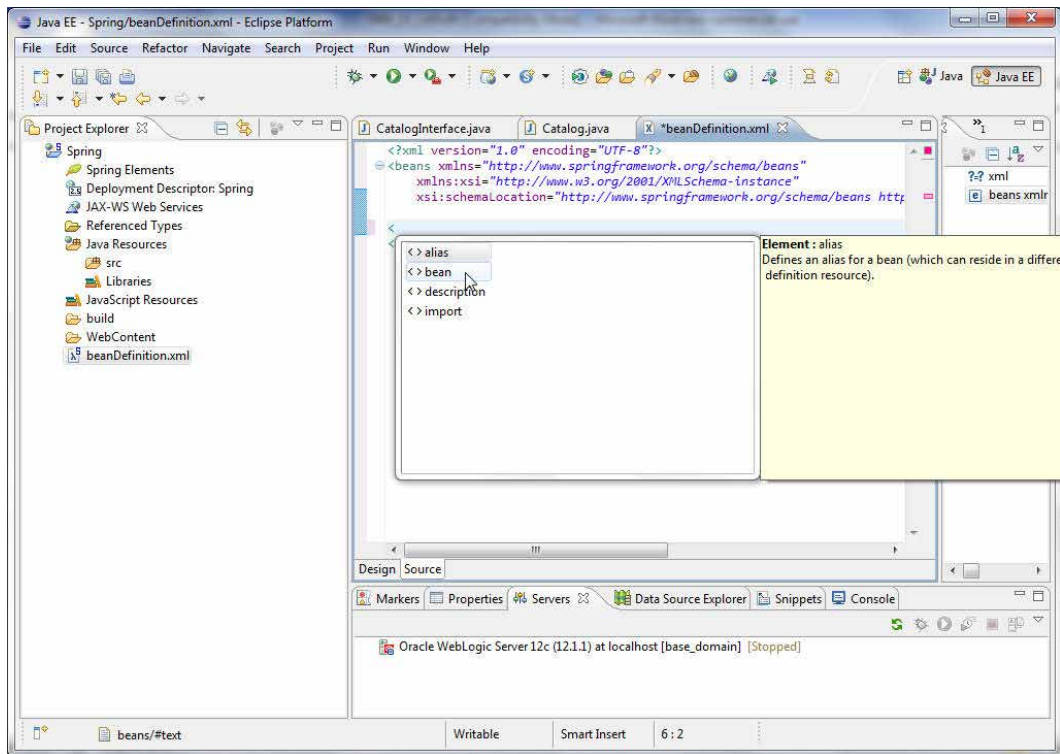 Java EE - Spring/beanDefinition.xml - Eclipse Platform
File Edit Source Refactor Navigate Search Project Run Window Help
Java Java EE
Project Explorer
Spring
Spring Elements
Deployment Descriptor: Spring
JAX-WS Web Services
Referenced Types
Java Resources
src
Libraries
JavaScript Resources
build
WebContent
beanDefinition.xml
CatalogInterface.java Catalog.java *beanDefinition.xml
<?xml version="1.0" encoding="UTF-8"?>
<beans xmlns="http://www.springframework.org/schema/beans"
xmlns:xsi="http://www.w3.org/2001/XMLSchema-instance"
xsi:schemaLocation="http://www.springframework.org/schema/beans http
<
<
<> alias
<> bean
<> description
<> import
Element : alias
Defines an alias for a bean (which can reside in a differe
definition resource).
?=? xml
e beans xmlr
Design Source
Markers Properties Servers Data Source Explorer Snippets Console
Oracle WebLogic Server 12c (12.1.1) at localhost [base_domain] [Stopped]
beans/#text Writable Smart Insert 6 : 2